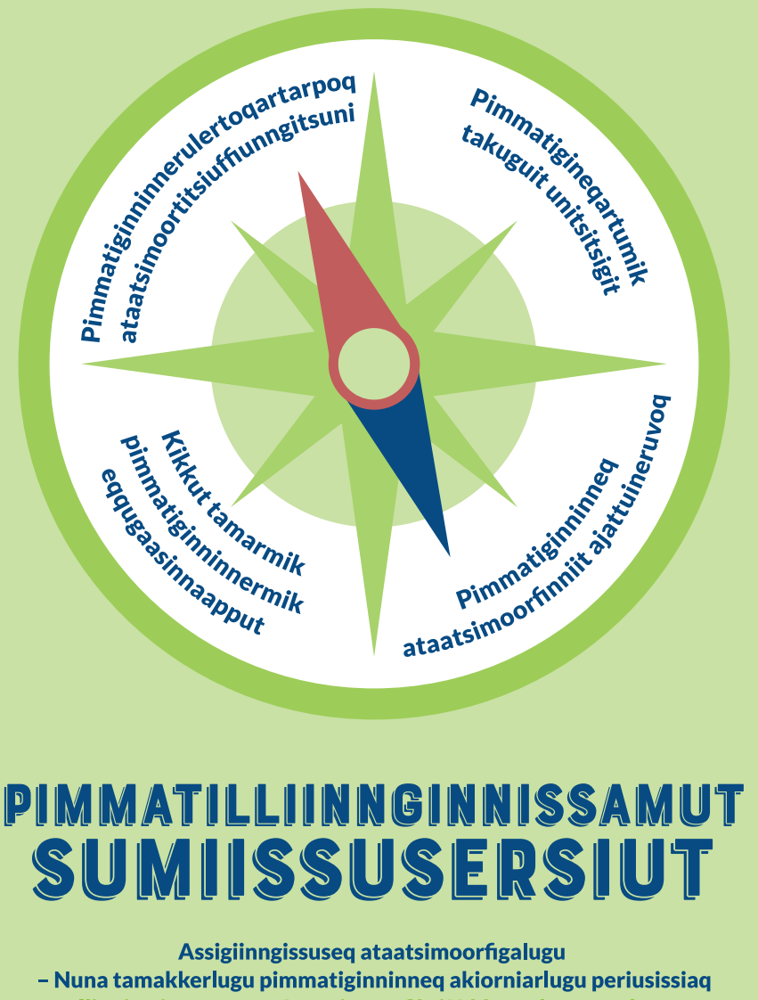 Pimmatiginninnerulertoqartarpoq
ataatsimoortitsiuffiunngitsuni
Pimmatigineqartumik
takuguit unitsitsigit
Kikkut tamarmik
pimmatiginninnermik
eqqugaasinnaapput
Pimmatiginninneq
ataatsimoorfinniit ajattuineruvoq
PIMMATILLIINNGINNISSAMUT
SUMIISSUSERSIUT
Assigiinngissuseq ataatsimoorfigalugu
– Nuna tamakkerlugu pimmatiginninneq akiorniarlugu periusissiaq